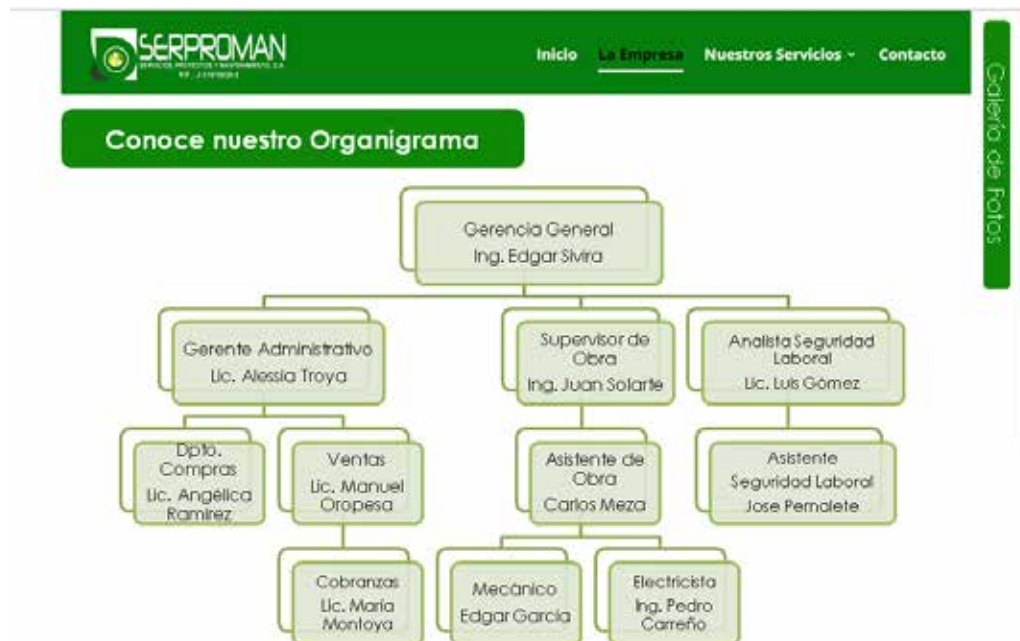 SERPROMAN
SERVICIOS, PROYECTOS Y MANTENIMIENTO, C.A.
Inicio La Empresa Nuestros Servicios Contacto
Galería de Fotos
Conoce nuestro Organigrama
Gerencia General
Ing. Edgar Sivira
Gerente Administrativo
Lic. Alessia Troya
Supervisor de
Obra
Ing. Juan Solarte
Analista Seguridad
Laboral
Lic. Luis Gómez
Dpto.
Compras
Lic. Angélica
Ramirez
Ventas
Lic. Manuel
Oropesa
Asistente de
Obra
Carlos Meza
Asistente
Seguridad Laboral
Jose Pernalete
Cobranzas
Lic. María
Montoya
Mecánico
Edgar García
Electricista
Ing. Pedro
Carreño